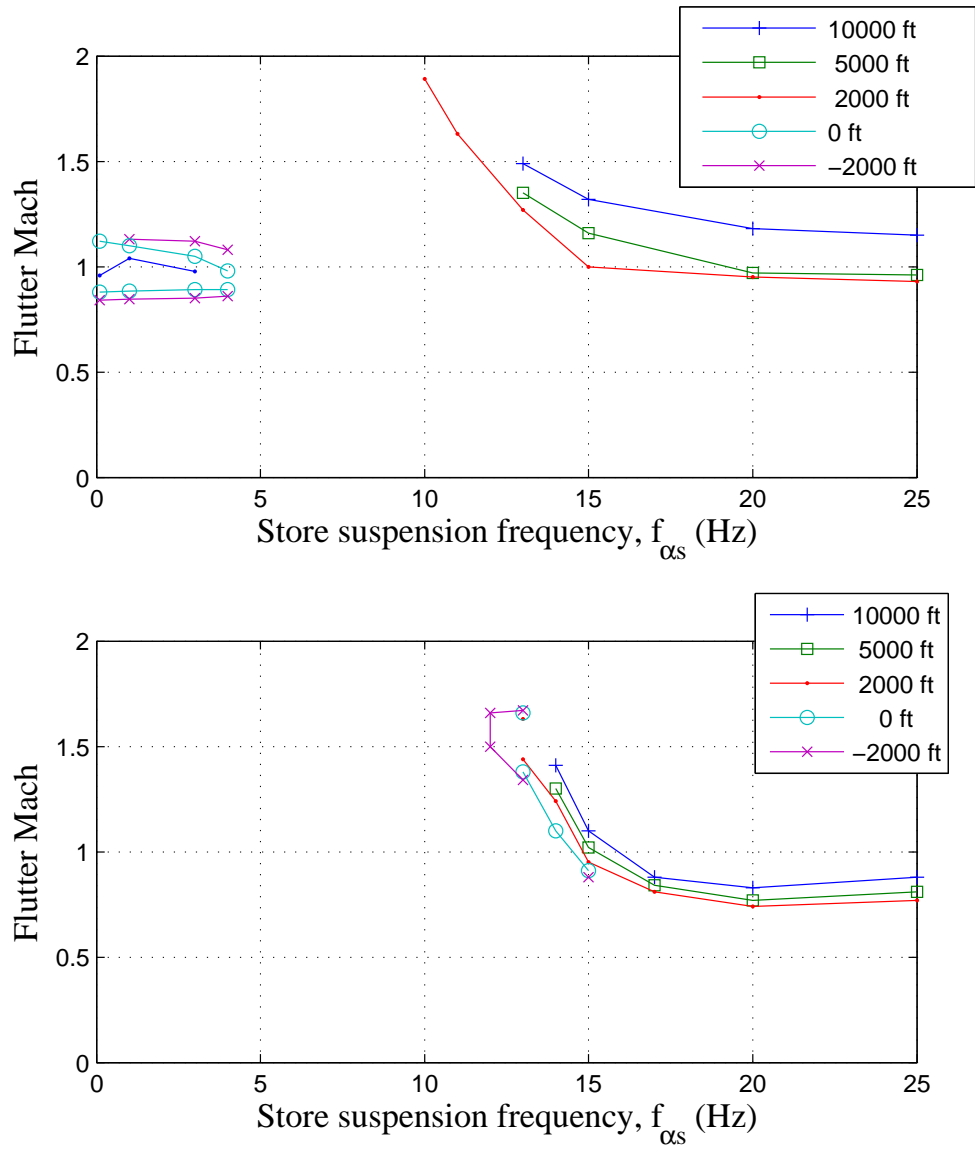 10000 ft
5000 ft
2000 ft
0 ft
−2000 ft
2
1.5
1
0.5
0
Flutter Mach
0 5 10 15 20 25
Store suspension frequency, fαs (Hz)
10000 ft
5000 ft
2000 ft
0 ft
−2000 ft
2
1.5
1
0.5
0
Flutter Mach
0 5 10 15 20 25
Store suspension frequency, fαs (Hz)